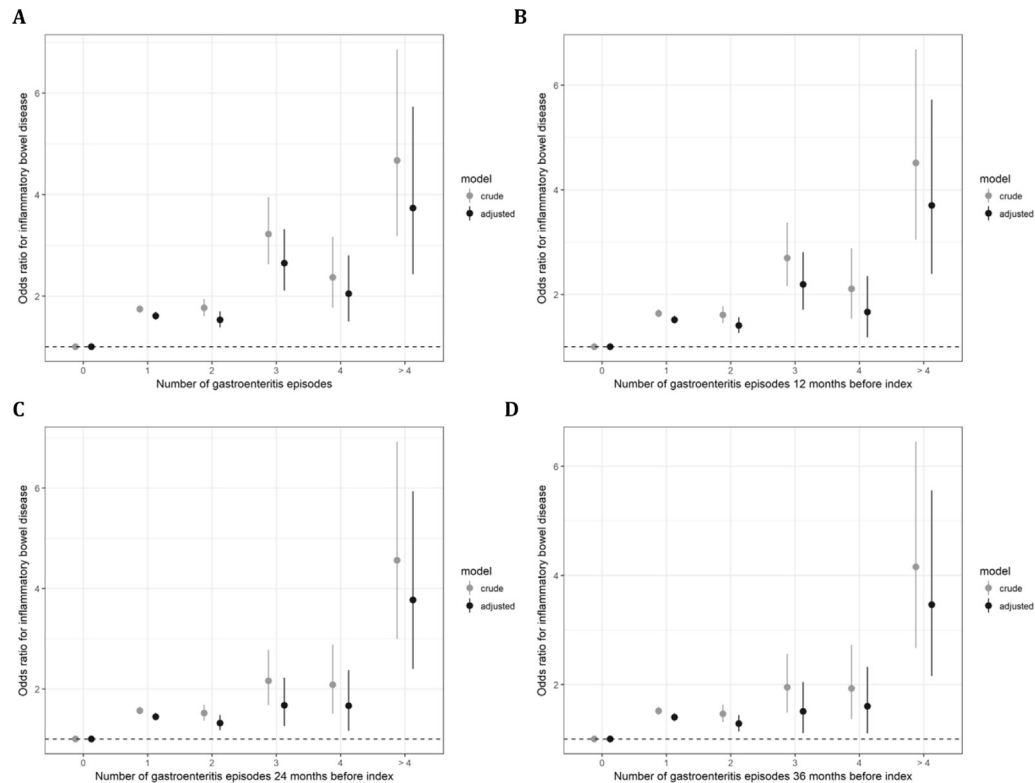 A
Odds ratio for inflammatory bowel disease
6
4
2
0 1 2 3 4 > 4
Number of gastroenteritis episodes
model
crude
adjusted
B
Odds ratio for inflammatory bowel disease
6
4
2
0 1 2 3 4 > 4
Number of gastroenteritis episodes 12 months before index
model
crude
adjusted
C
Odds ratio for inflammatory bowel disease
6
4
2
0 1 2 3 4 > 4
Number of gastroenteritis episodes 24 months before index
model
crude
adjusted
D
Odds ratio for inflammatory bowel disease
6
4
2
0 1 2 3 4 > 4
Number of gastroenteritis episodes 36 months before index
model
crude
adjusted